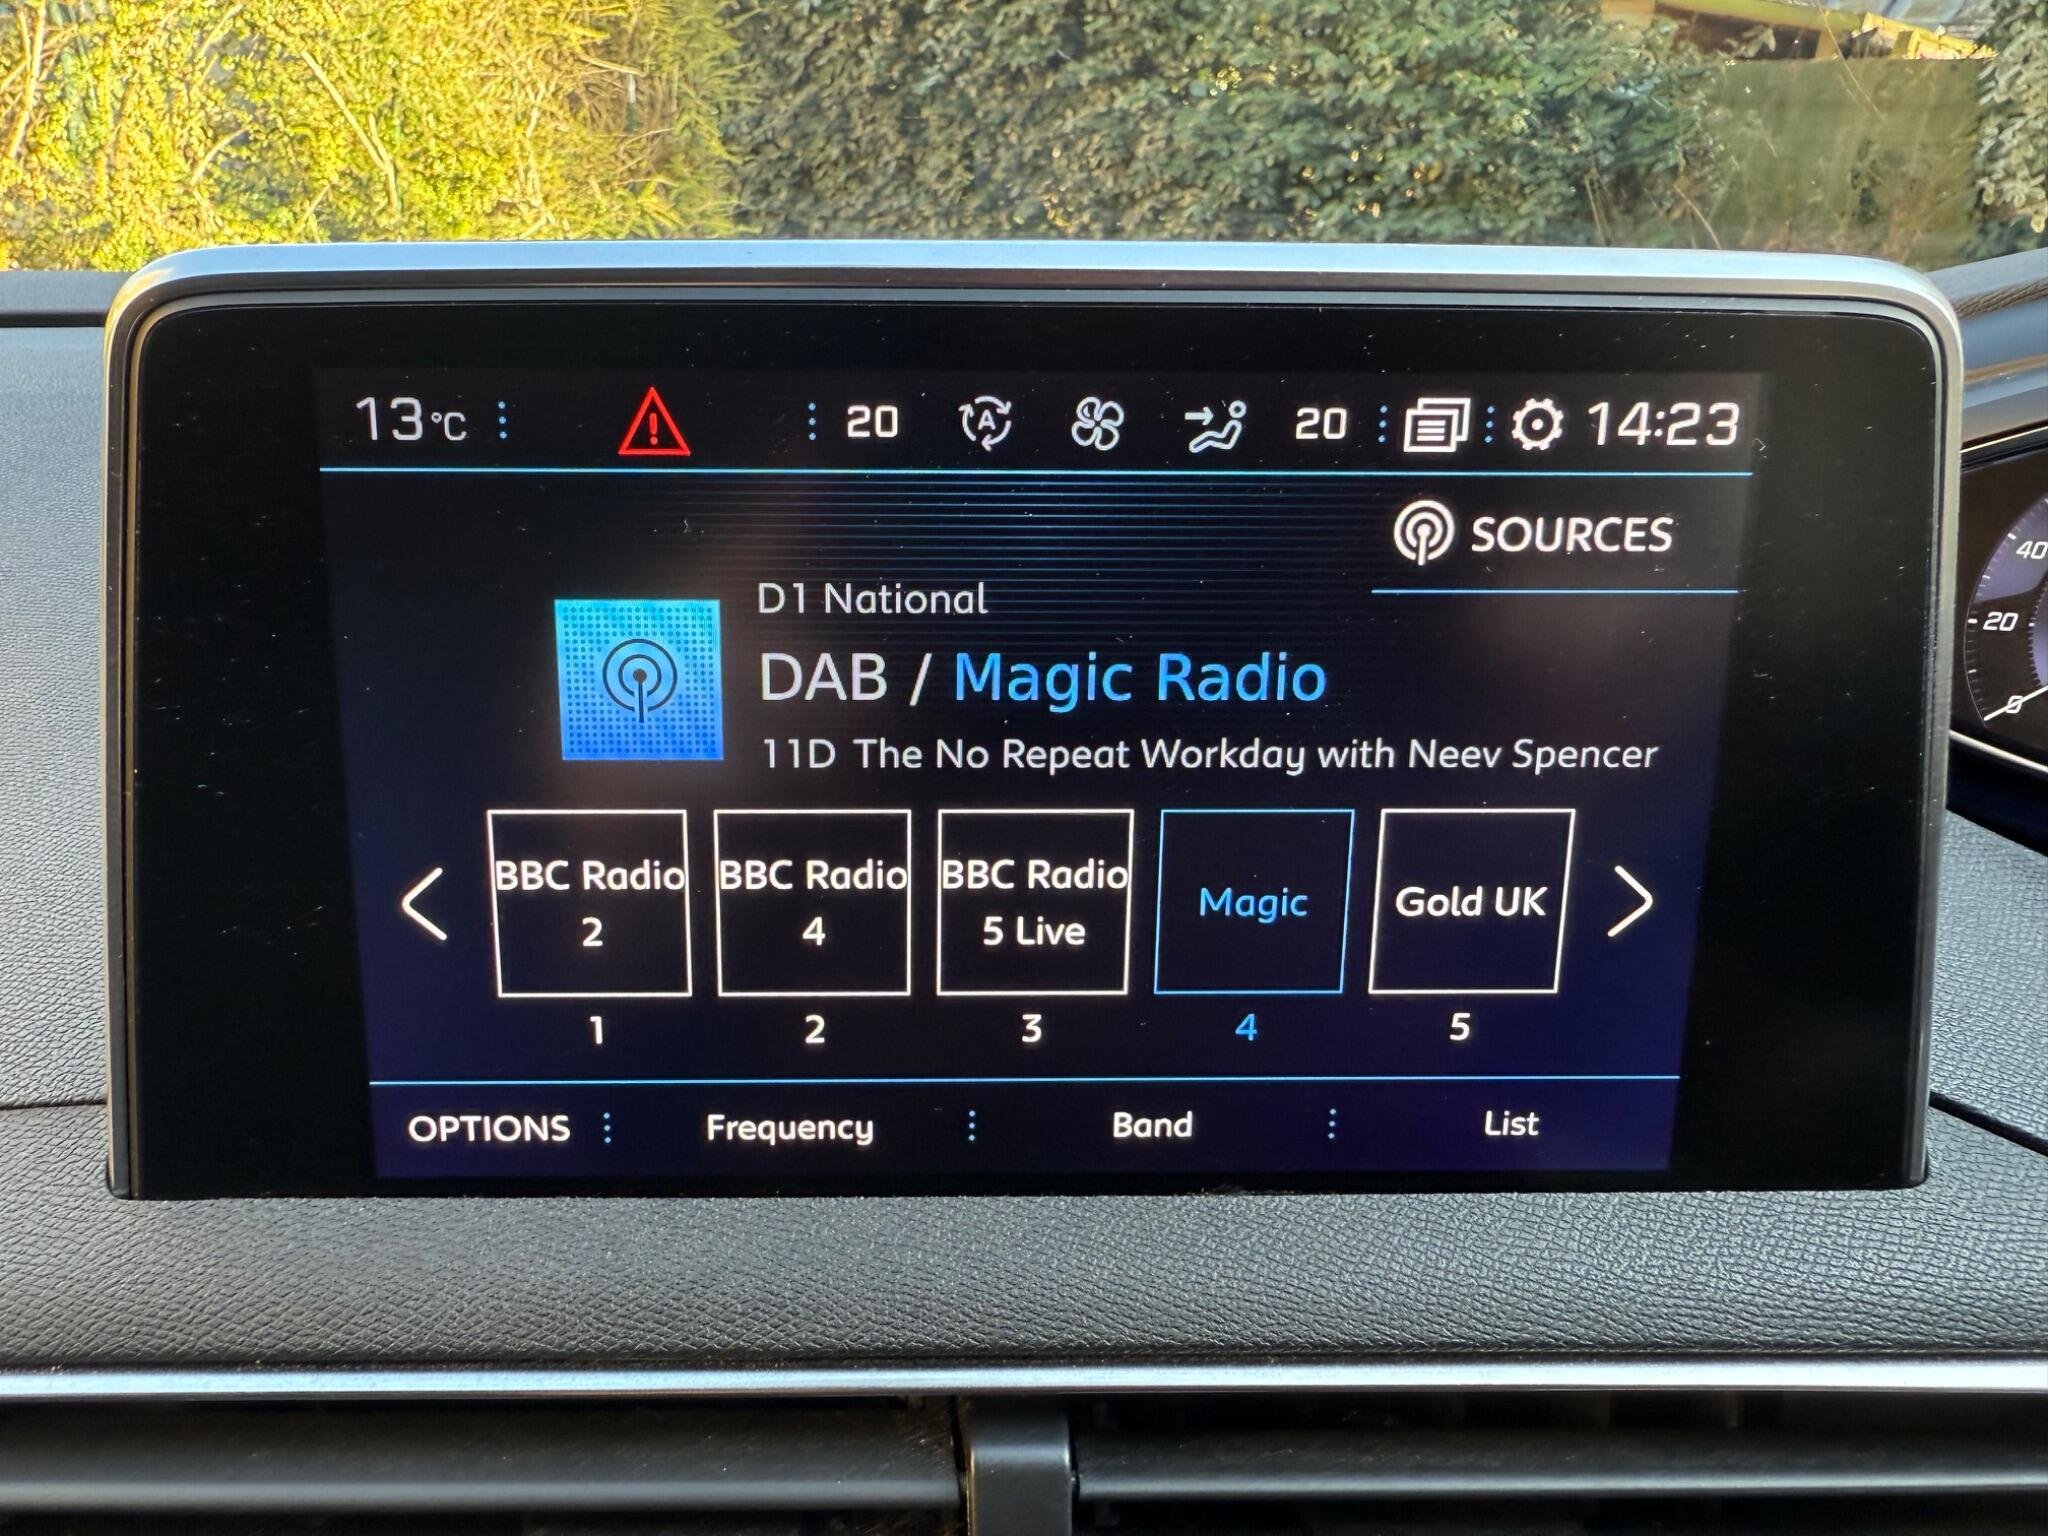 13°C 20 A 20 14:23
SOURCES
D1 National
DAB / Magic Radio
11D The No Repeat Workday with Neev Spencer
BBC Radio 2
BBC Radio 4
BBC Radio 5 Live
Magic
Gold UK
1 2 3 4 5
OPTIONS Frequency Band List
40
20
0